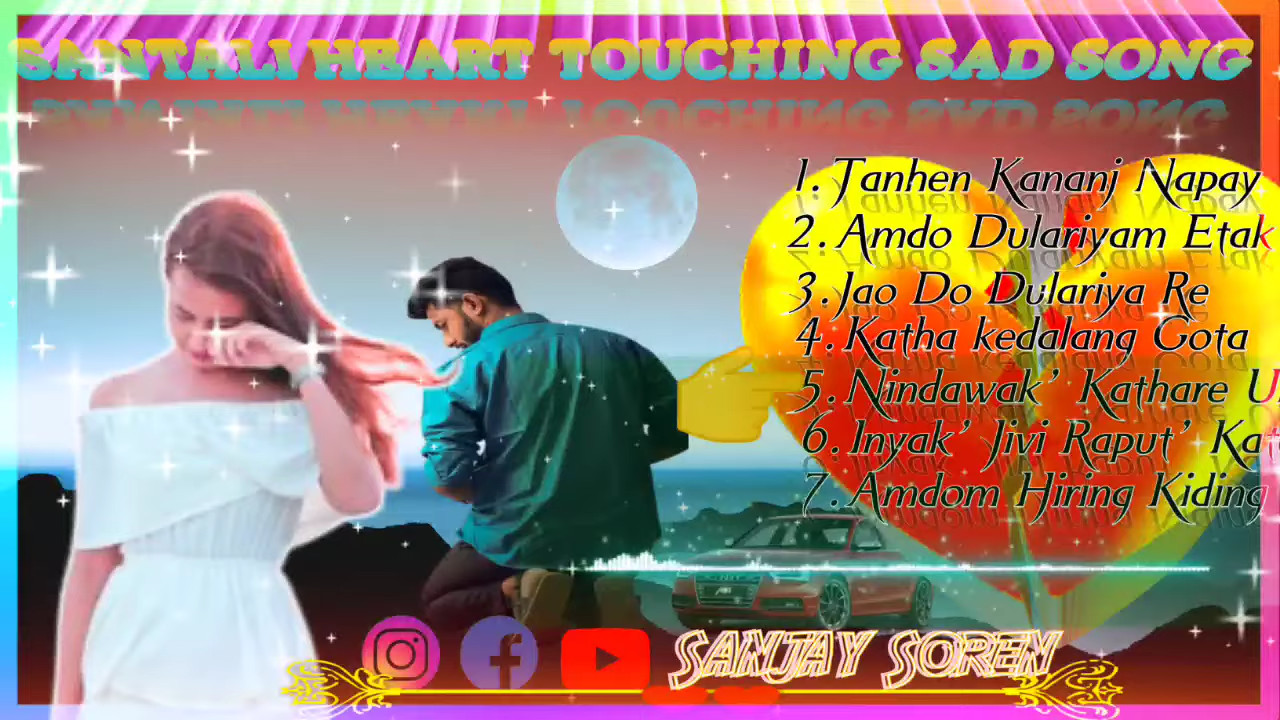 SANTALI HEART TOUCHING SAD SONG
1. Tanhen Kananj Napay
2. Amdo Dulariyam Etak
3. Jao Do Dulariya Re
4. Katha kedalang Gota
5. Nindawak' Kathare
6. Inyak' Jivi Raput'
7. Amdom Hiring Kiding
SANJAY SOREN